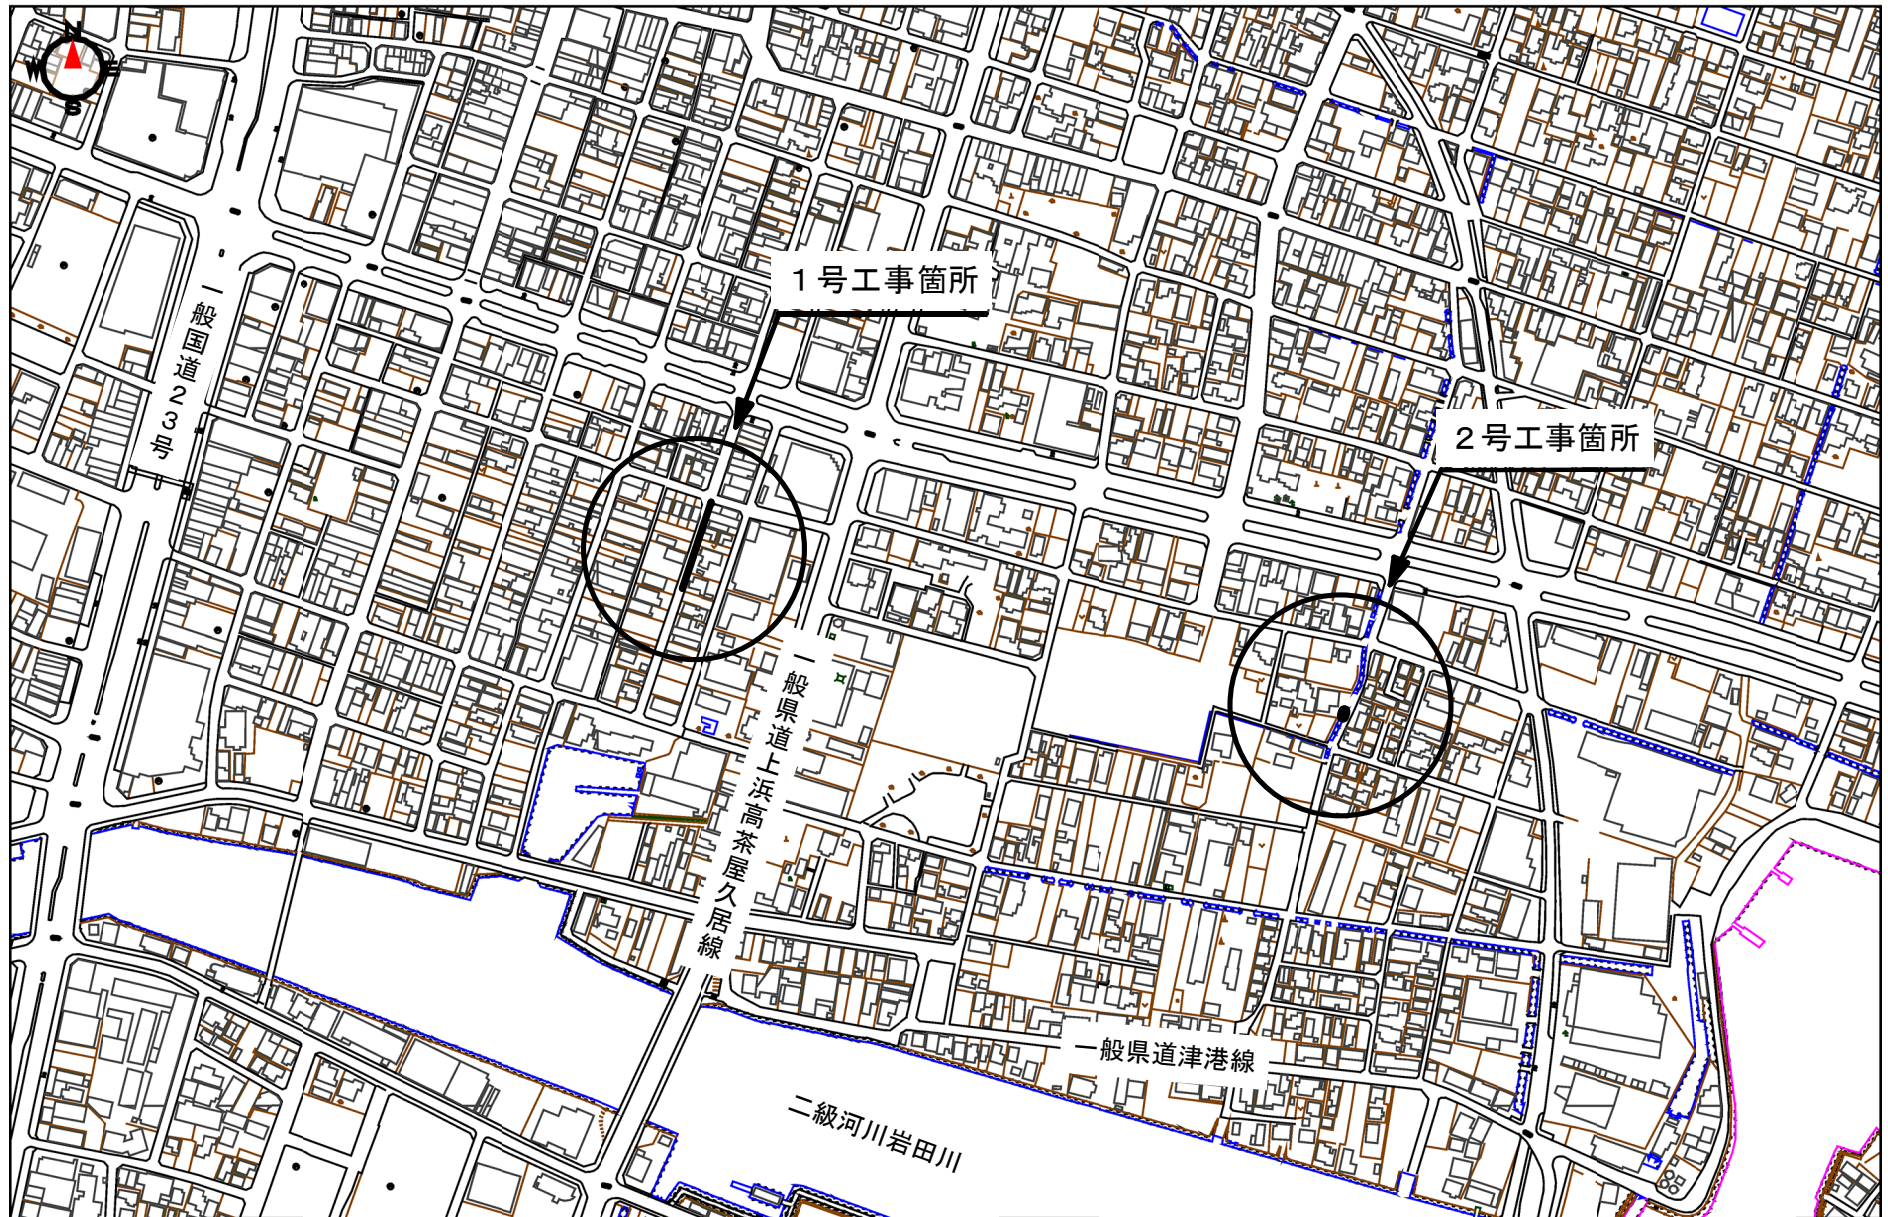 N
W
E
S
1号工事箇所
一般国道23号
2号工事箇所
一般県道上浜高茶屋久居線
一般県道津港線
二級河川岩田川